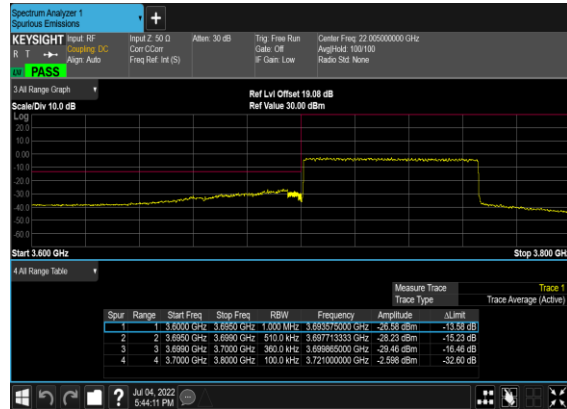 Spectrum Analyzer 1
Spurious Emissions
+
KEYSIGHT Input: RF Input Z: 50 Ω Atten: 30 dB Trig: Free Run Center Freq: 22.005000000 GHz
R T Coupling: DC Corr CCorr Gate: Off Avg|Hold: 100/100
Align: Auto Freq Ref: Int (S) IF Gain: Low Radio Std: None
PASS
3 All Range Graph
Ref Lvl Offset 19.08 dB
Scale/Div 10.0 dB Ref Value 30.00 dBm
Log
20.0
10.0
0.00
-10.0
-20.0
-30.0
-40.0
-50.0
-60.0
Start 3.600 GHz Stop 3.800 GHz
4 All Range Table
Measure Trace Trace 1
Trace Type Trace Average (Active)
Spur Range Start Freq Stop Freq RBW Frequency Amplitude ΔLimit
1 1 3.6000 GHz 3.6950 GHz 1.000 MHz 3.693575000 GHz -26.58 dBm -13.58 dB
2 2 3.6950 GHz 3.6990 GHz 510.0 kHz 3.697713333 GHz -28.23 dBm -15.23 dB
3 3 3.6990 GHz 3.7000 GHz 360.0 kHz 3.699865000 GHz -29.46 dBm -16.46 dB
4 4 3.7000 GHz 3.8000 GHz 100.0 kHz 3.721000000 GHz -2.598 dBm -32.60 dB
?
Jul 04, 2022
5:44:11 PM